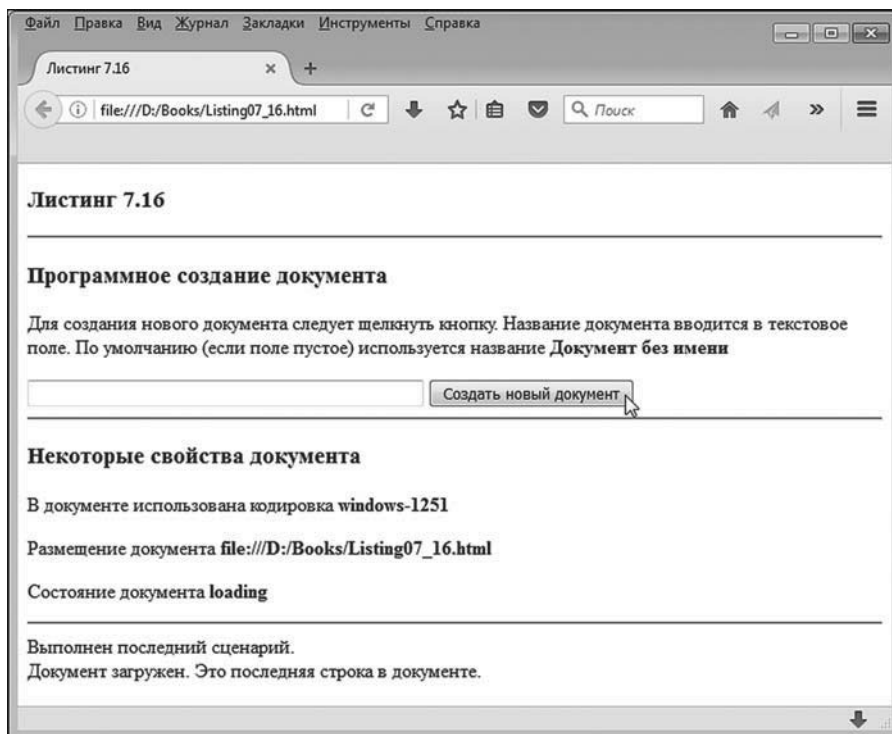 Файл Правка Вид Журнал Закладки Инструменты Справка
Листинг 7.16
file:///D:/Books/Listing07_16.html
Поиск
Листинг 7.16
Программное создание документа
Для создания нового документа следует щелкнуть кнопку. Название документа вводится в текстовое
поле. По умолчанию (если поле пустое) используется название Документ без имени
Создать новый документ
Некоторые свойства документа
В документе использована кодировка windows-1251
Размещение документа file:///D:/Books/Listing07_16.html
Состояние документа loading
Выполнен последний сценарий.
Документ загружен. Это последняя строка в документе.